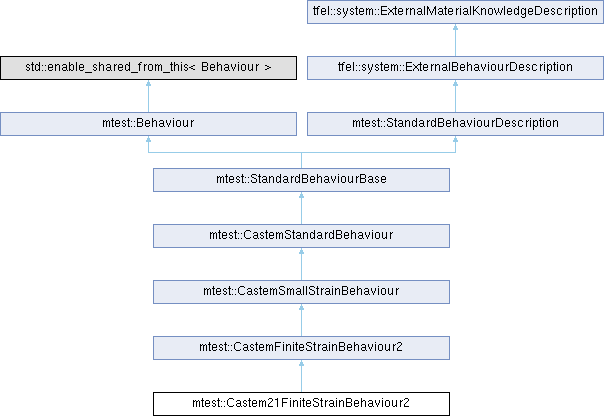 tfel::system::ExternalMaterialKnowledgeDescription
std::enable_shared_from_this< Behaviour >
tfel::system::ExternalBehaviourDescription
mtest::Behaviour
mtest::StandardBehaviourDescription
mtest::StandardBehaviourBase
mtest::CastemStandardBehaviour
mtest::CastemSmallStrainBehaviour
mtest::CastemFiniteStrainBehaviour2
mtest::Castem21FiniteStrainBehaviour2